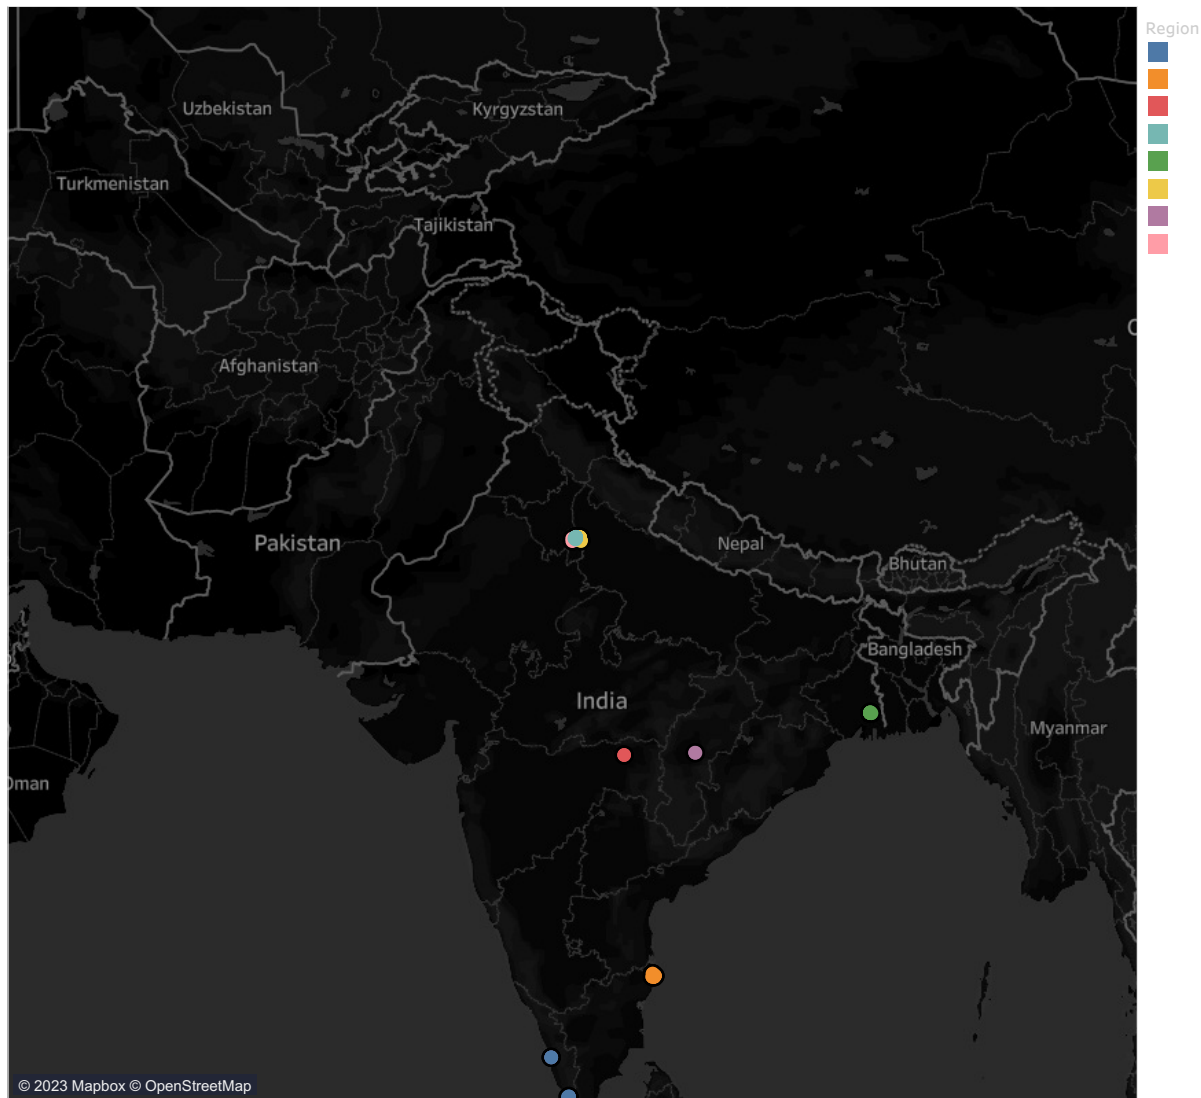 Region
Uzbekistan
Kyrgyzstan
Turkmenistan
Tajikistan
Afghanistan
Pakistan
Nepal
Bhutan
Bangladesh
India
Myanmar
Oman
© 2023 Mapbox © OpenStreetMap